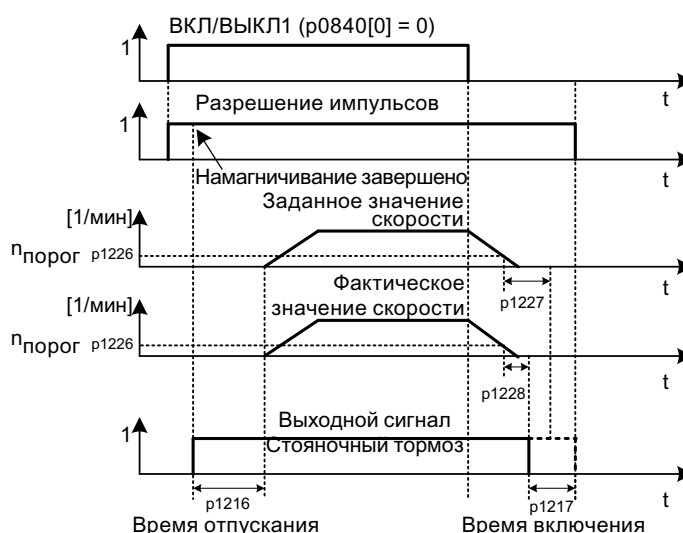 ВКЛ/ВЫКЛ1 (p0840[0] = 0)
1
t
Разрешение импульсов
1
t
Намагничивание завершено
Заданное значение
скорости
[1/мин]
nпорог p1226
t
p1227
Фактическое
значение скорости
[1/мин]
nпорог p1226
t
p1228
Выходной сигнал
Стояночный тормоз
1
t
p1216
p1217
Время отпускания
Время включения